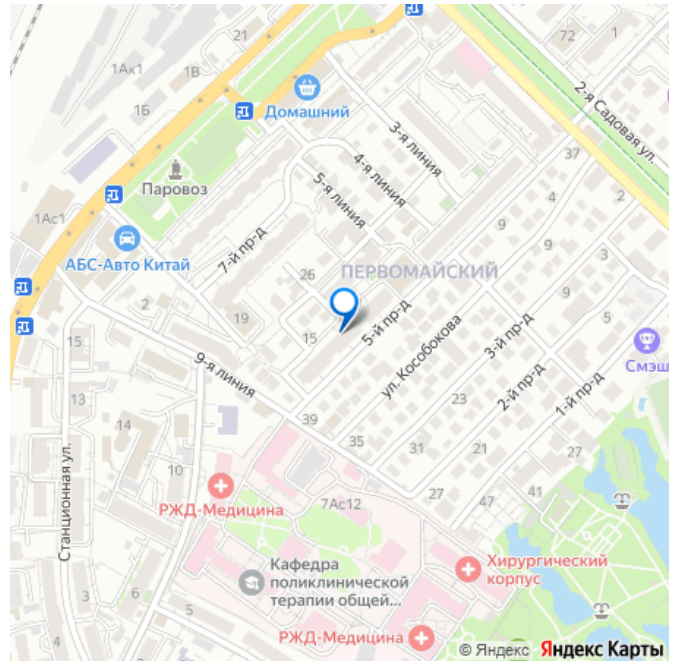 21
1В
1Ах1
1Б
Домашний
72
1
2-я Садовая ул.
37
2
3-я линия
4-я линия
5-я линия
Паровоз
1Ас1
АБС-Авто Китай
7-й пр-д
26
ПЕРВОМАЙСКИЙ
9
4
9
9
5
2
19
15
15
5-й пр-д
ул. Кособокова
3-й пр-д
2-й пр-д
1-й пр-д
Смэш
9-я линия
13
14
10
39
35
31
23
21
27
27
47
41
Станционная ул.
РЖД-Медицина
7Ас12
Хирургический
корпус
Кафедра
поликлинической
терапии общей...
11
6
5
РЖД-Медицина
© Яндекс Яндекс Карты